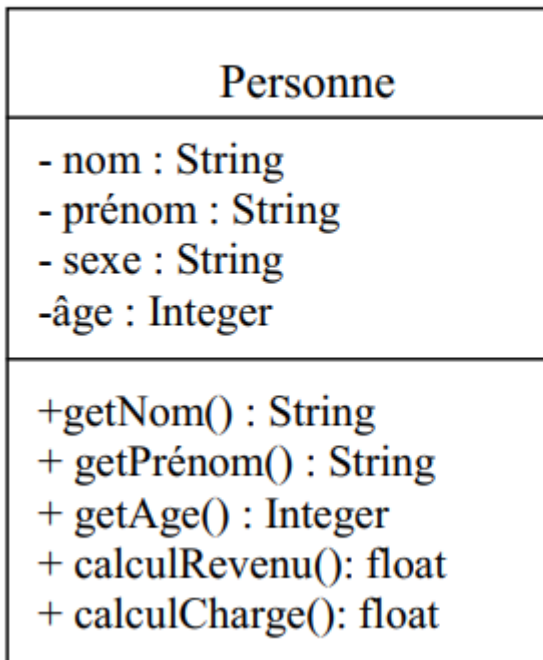 Personne
- nom : String
- prénom : String
- sexe : String
-âge : Integer
+getNom() : String
+ getPrénom() : String
+ getAge() : Integer
+ calculRevenu(): float
+ calculCharge(): float